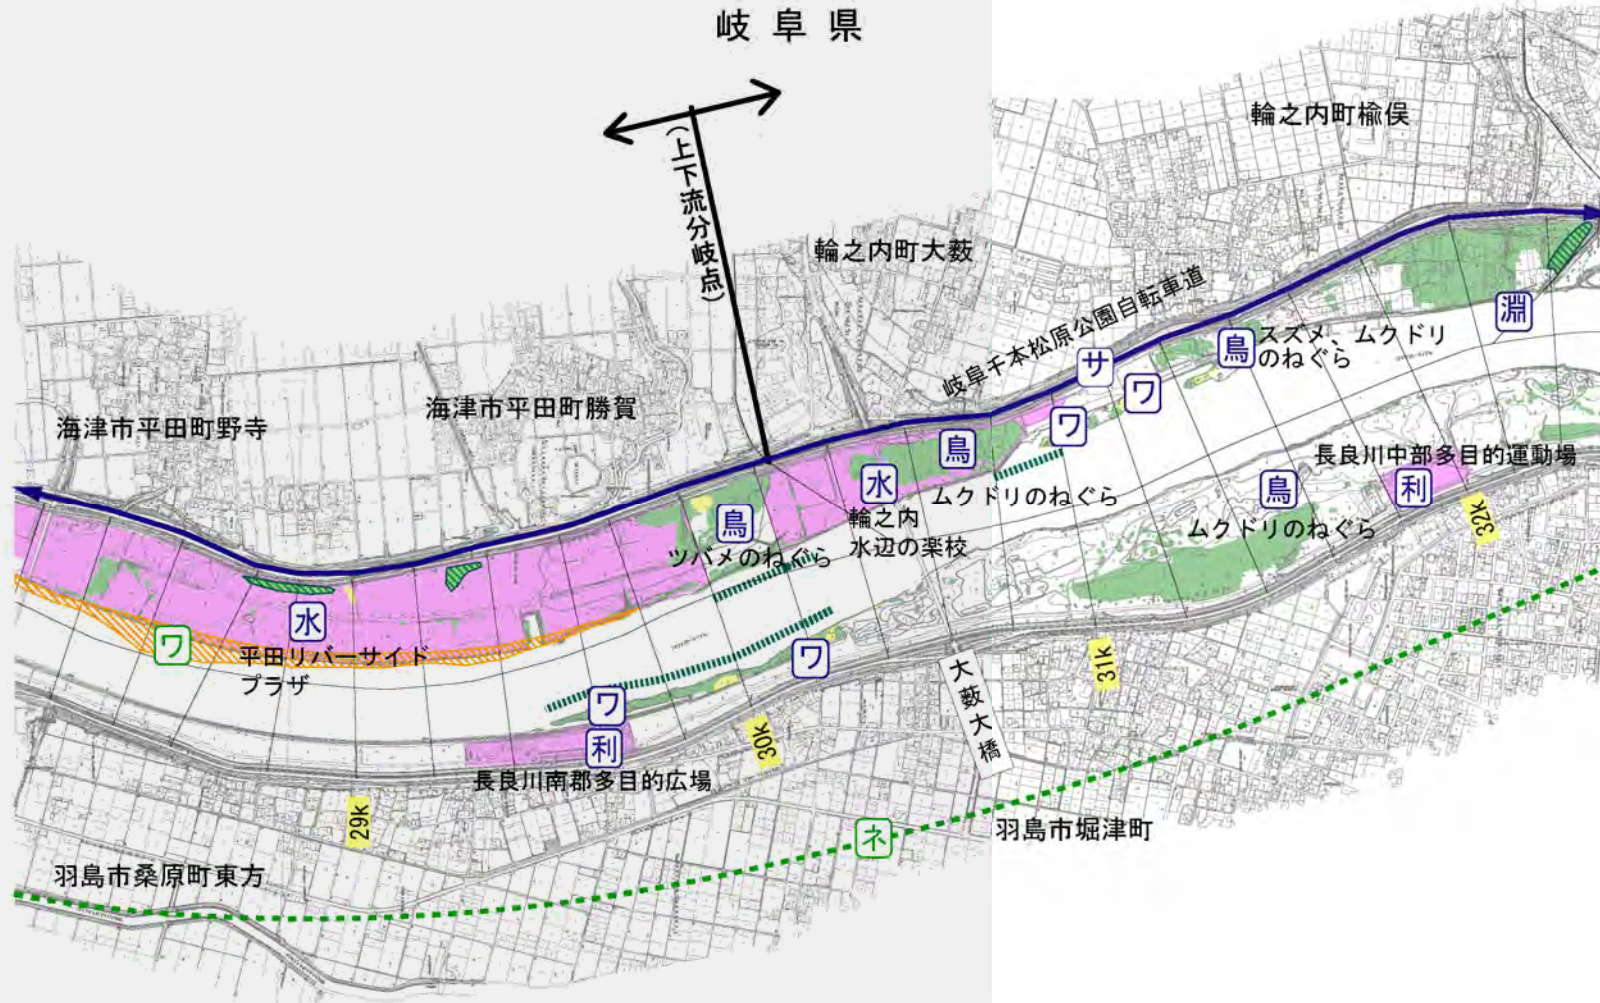 岐阜県
(上下流分岐点)
輪之内町楡俣
輪之内町大薮
岐阜千本松原公園自転車道
サ
ワ
ワ
鳥
スズメ、ムクドリ
のねぐら
淵
海津市平田町野寺
海津市平田町勝賀
鳥
ツバメのねぐら
水
輪之内
水辺の楽校
鳥
ムクドリのねぐら
鳥
ムクドリのねぐら
長良川中部多目的運動場
利
32k
31k
30k
29k
ワ
水
平田リバーサイド
プラザ
ワ
ワ
利
長良川南郡多目的広場
大薮大橋
ネ
羽島市堀津町
羽島市桑原町東方